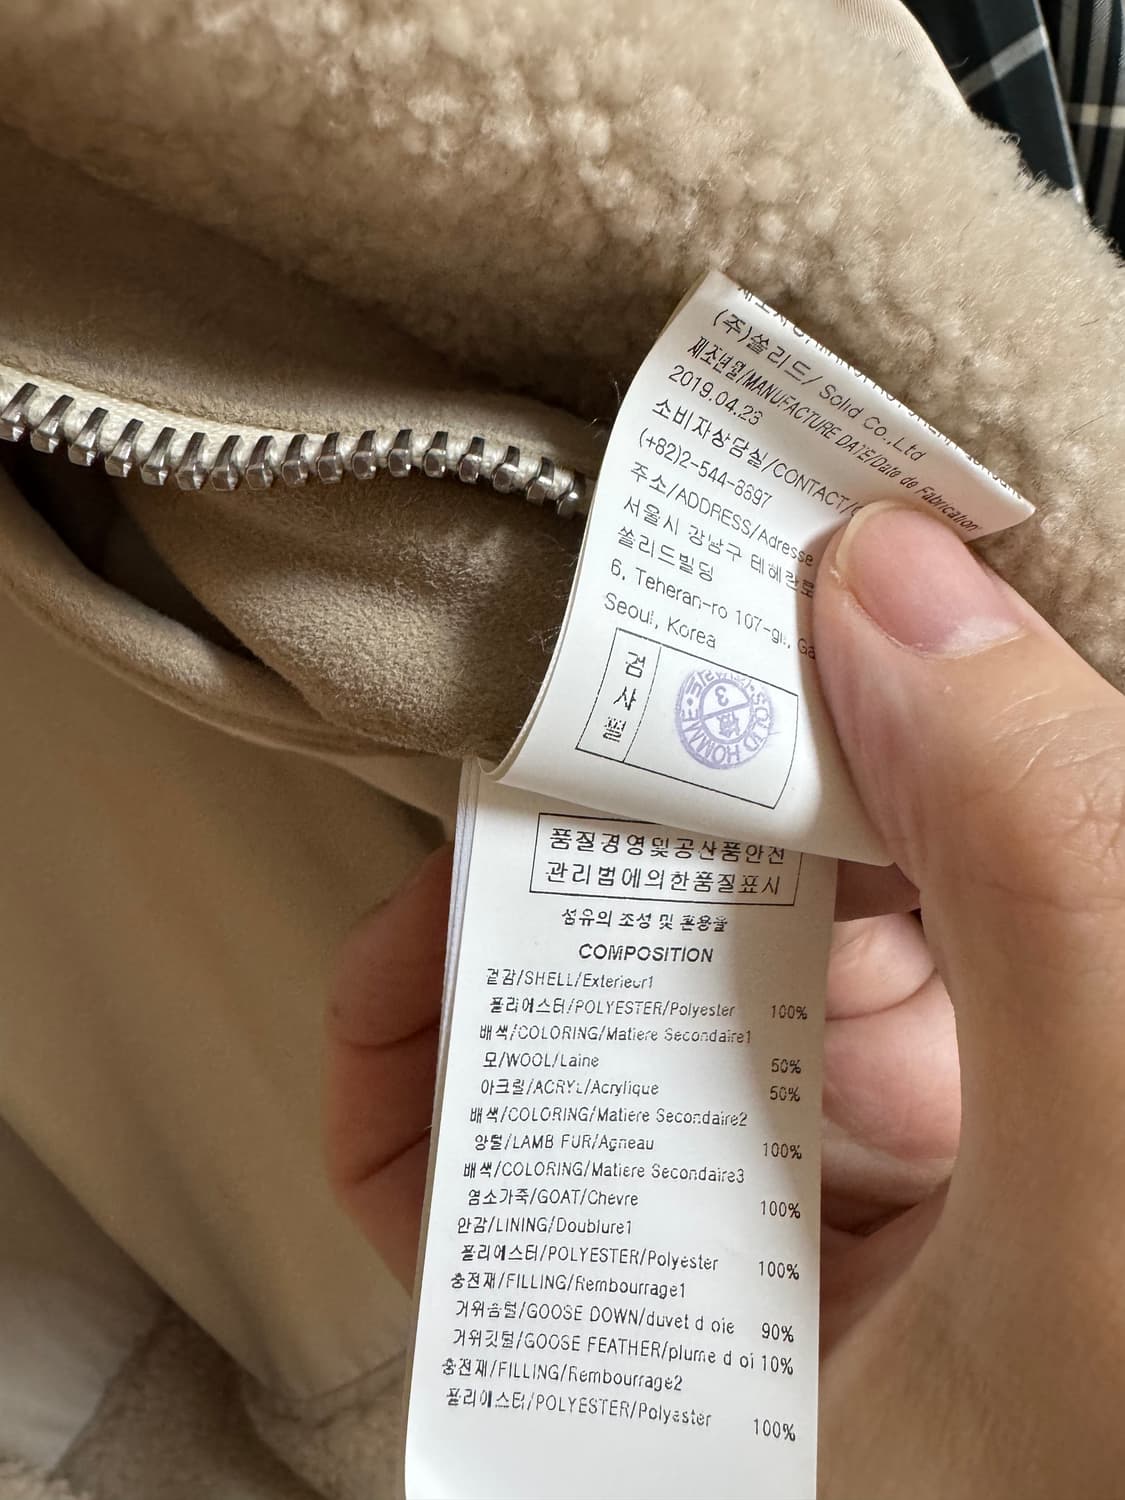 (주)쏠리드/ Solid Co.,Ltd
제조년월/MANUFACTURE DATE/Date de Fabrication
2019.04.23
소비자상담실/CONTACT/
(+82)2-544-8897
주소/ADDRESS/Adresse
서울시 강남구 테헤란로
쏠리드빌딩
6, Teheran-ro 107-gil,
Seoul, Korea
검사필
SOLID HOMME
3
품질경영및공산품안전
관리법에의한품질표시
섬유의 조성 및 혼용율
COMPOSITION
겉감/SHELL/Exterieur1
폴리에스터/POLYESTER/Polyester 100%
배색/COLORING/Matiere Secondaire1
모/WOOL/Laine 50%
아크릴/ACRYL/Acrylique 50%
배색/COLORING/Matiere Secondaire2
양털/LAMB FUR/Agneau 100%
배색/COLORING/Matiere Secondaire3
염소가죽/GOAT/Chevre 100%
안감/LINING/Doublure1
폴리에스터/POLYESTER/Polyester 100%
충전재/FILLING/Rembourrage1
거위솜털/GOOSE DOWN/duvet d oie 90%
거위깃털/GOOSE FEATHER/plume d oi 10%
충전재/FILLING/Rembourrage2
폴리에스터/POLYESTER/Polyester 100%